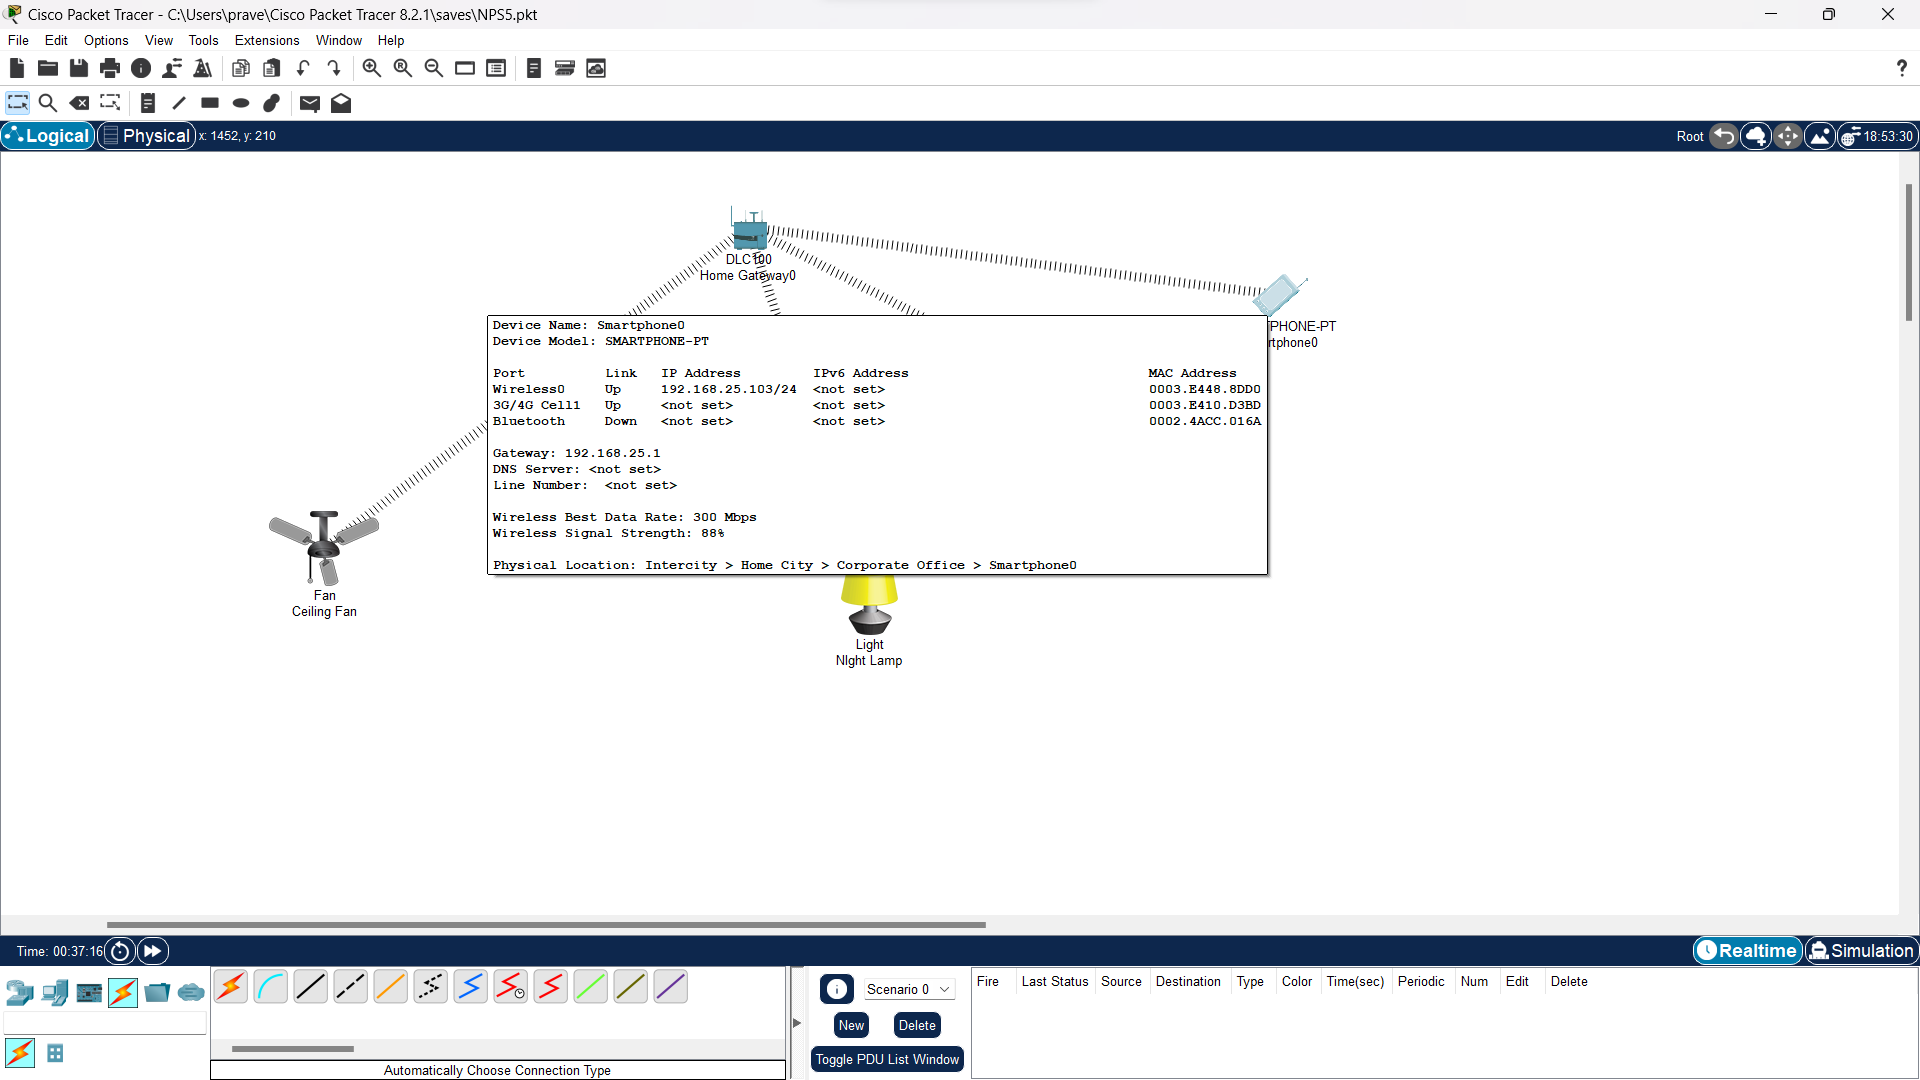 Cisco Packet Tracer - C:\Users\prave\Cisco Packet Tracer 8.2.1\saves\NPS5.pkt
File Edit Options View Tools Extensions Window Help
?
Logical Physical x: 1452, y: 210
Root 18:53:30
DLC100
Home Gateway0
TPHONE-PT
rtphone0
Device Name: Smartphone0
Device Model: SMARTPHONE-PT
Port Link IP Address IPv6 Address MAC Address
Wireless0 Up 192.168.25.103/24 <not set> 0003.E448.8DD0
3G/4G Cell1 Up <not set> <not set> 0003.E410.D3BD
Bluetooth Down <not set> <not set> 0002.4ACC.016A
Gateway: 192.168.25.1
DNS Server: <not set>
Line Number: <not set>
Wireless Best Data Rate: 300 Mbps
Wireless Signal Strength: 88%
Physical Location: Intercity > Home City > Corporate Office > Smartphone0
Fan
Ceiling Fan
Light
NIght Lamp
Time: 00:37:16
Realtime Simulation
Scenario 0
New Delete
Toggle PDU List Window
Fire Last Status Source Destination Type Color Time(sec) Periodic Num Edit Delete
Automatically Choose Connection Type